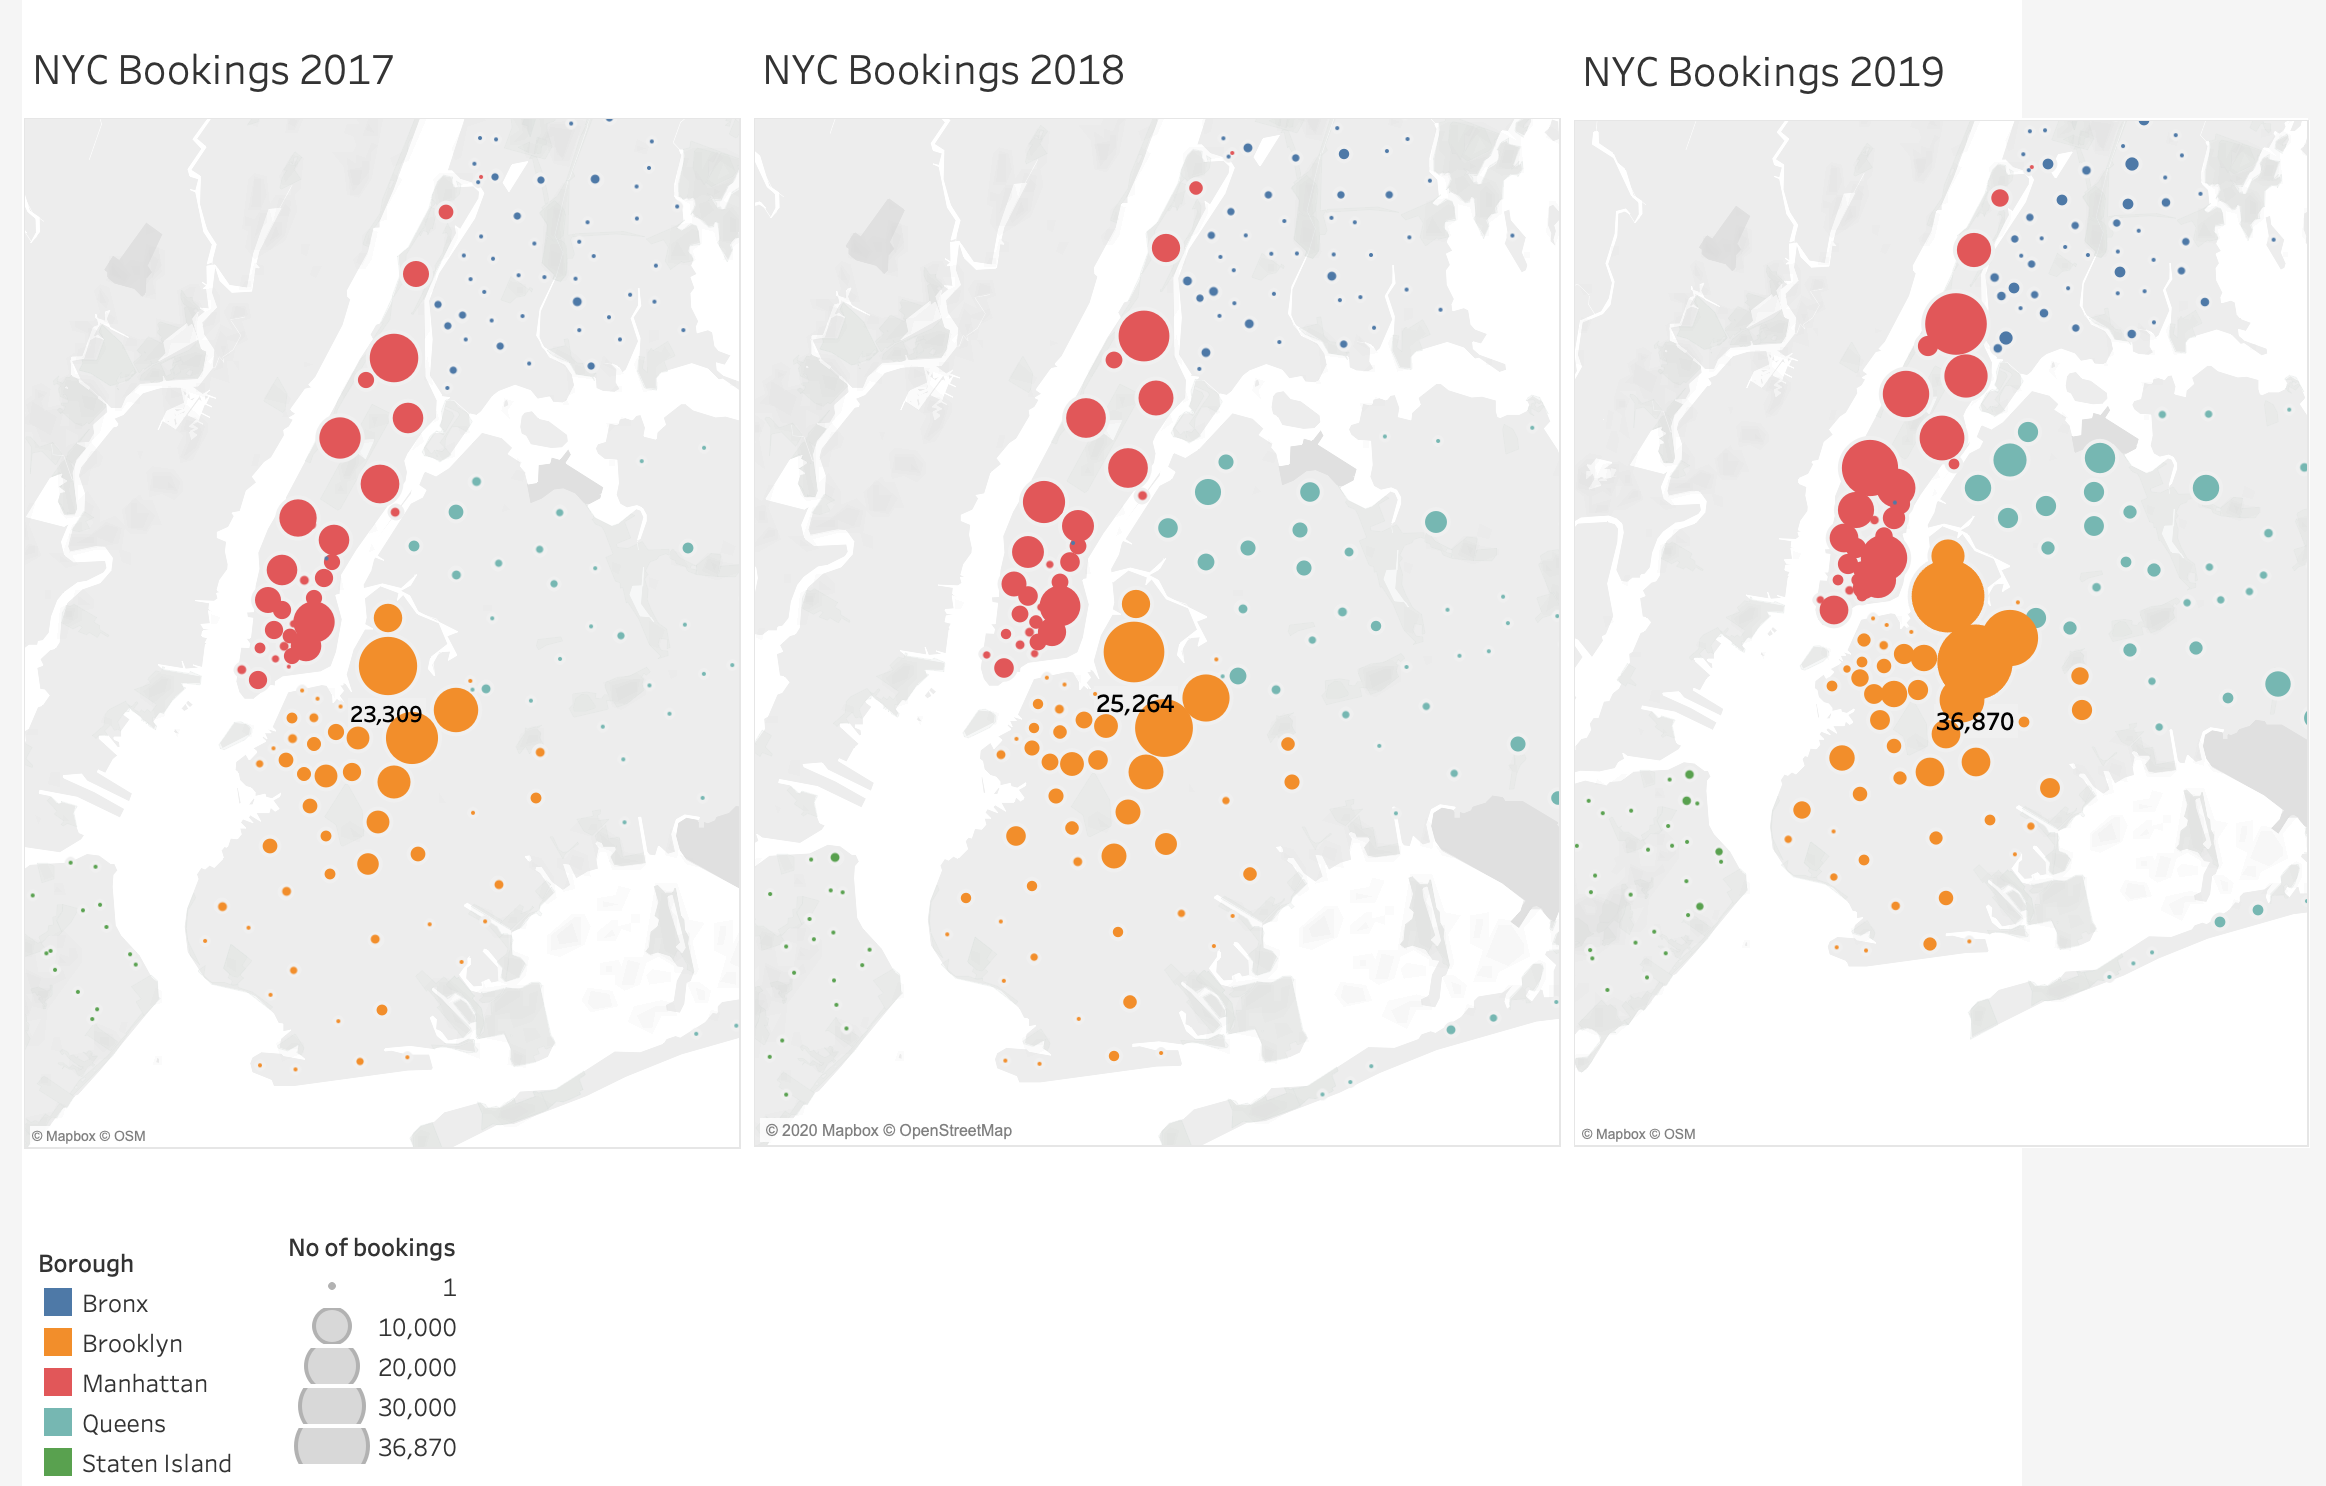 NYC Bookings 2017
NYC Bookings 2018
NYC Bookings 2019
23,309
25,264
36,870
© Mapbox © OSM
© 2020 Mapbox © OpenStreetMap
© Mapbox © OSM
Borough
Bronx
Brooklyn
Manhattan
Queens
Staten Island
No of bookings
1
10,000
20,000
30,000
36,870